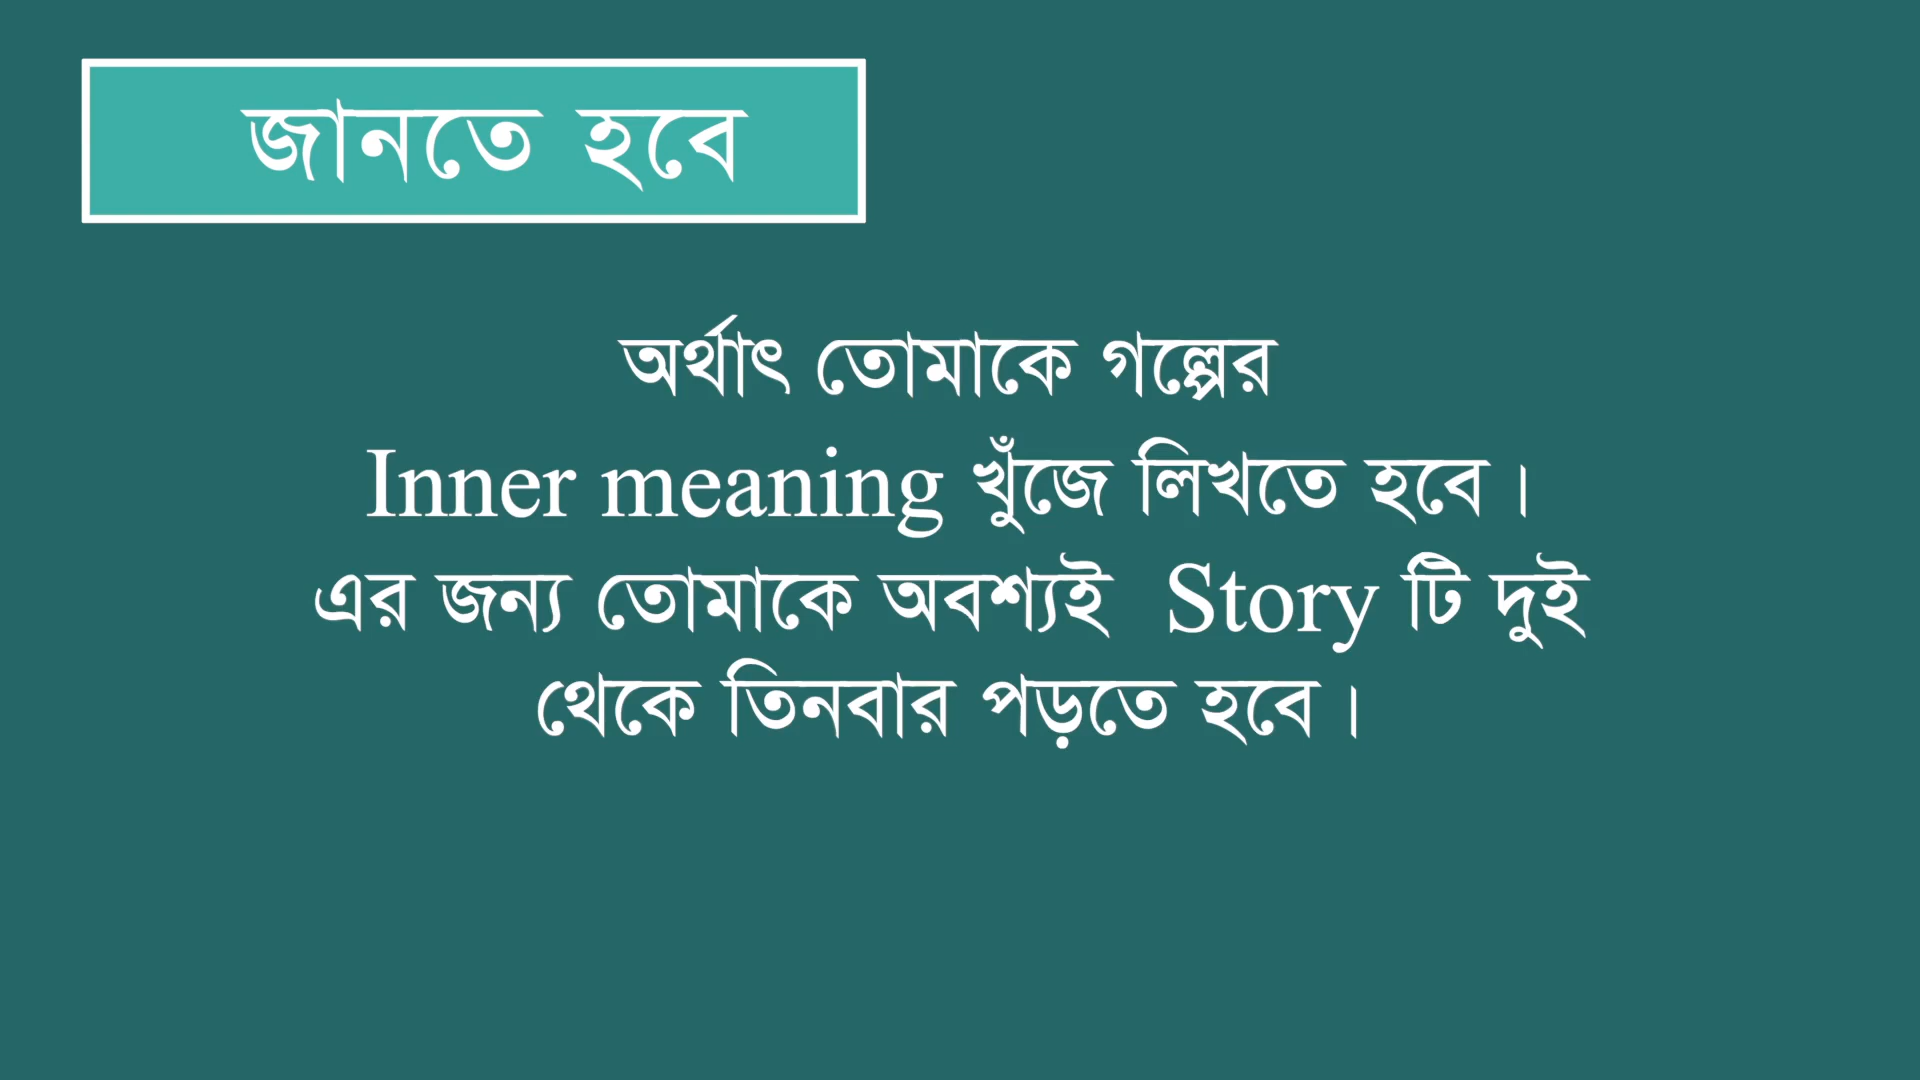 জানতে হবে
অর্থাৎ তোমাকে গল্পের
Inner meaning খুঁজে লিখতে হবে।
এর জন্য তোমাকে অবশ্যই Story টি দুই
থেকে তিনবার পড়তে হবে।